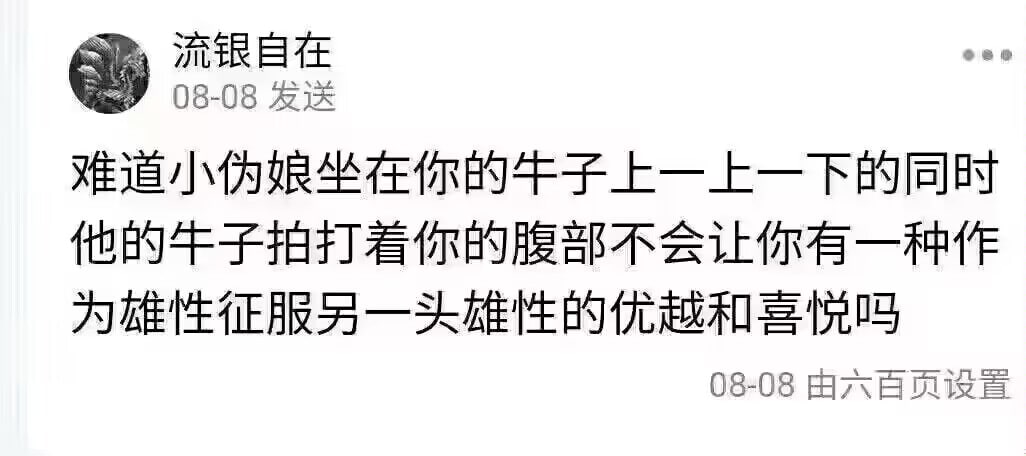 流银自在
08-08 发送
难道小伪娘坐在你的牛子上一上一下的同时
他的牛子拍打着你的腹部不会让你有一种作
为雄性征服另一头雄性的优越和喜悦吗
08-08 由六百页设置